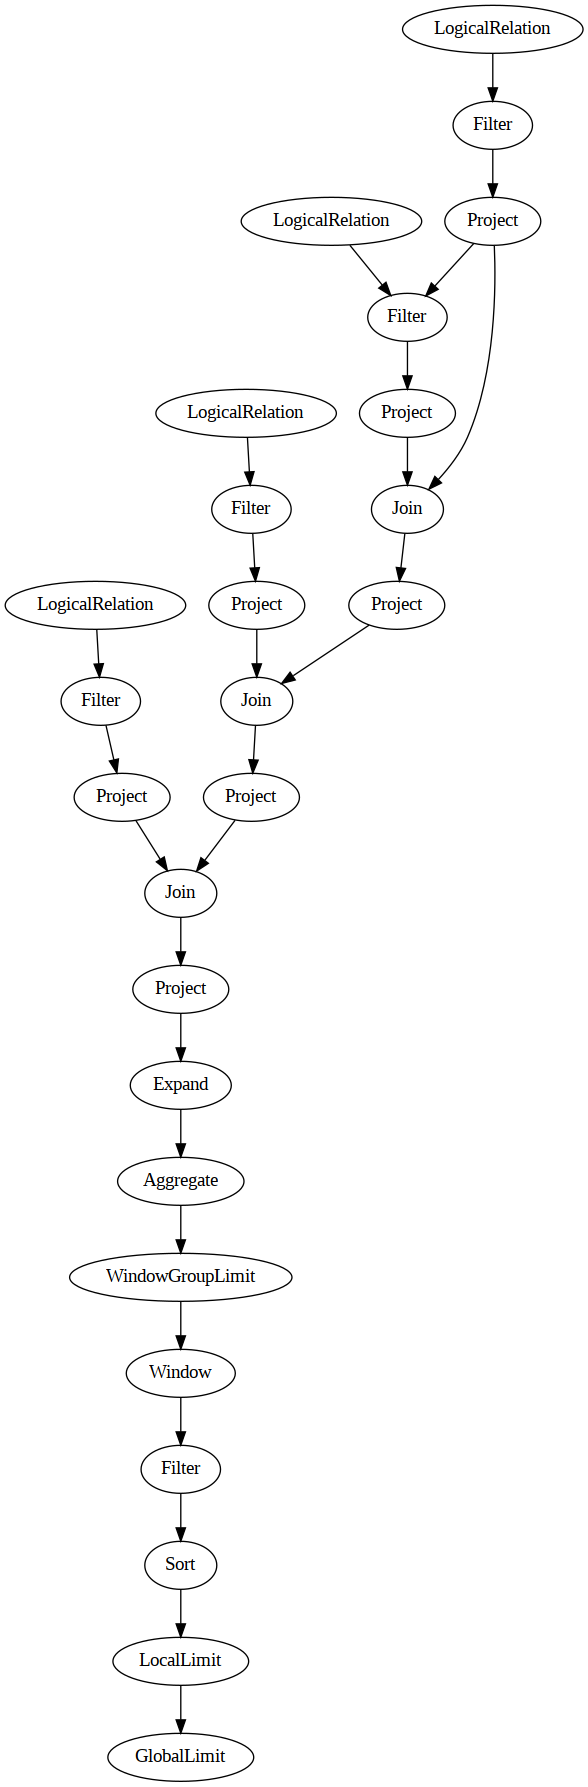 LogicalRelation
Filter
LogicalRelation
Project
Filter
LogicalRelation
Project
Filter
Join
LogicalRelation
Project
Project
Filter
Join
Project
Project
Join
Project
Expand
Aggregate
WindowGroupLimit
Window
Filter
Sort
LocalLimit
GlobalLimit